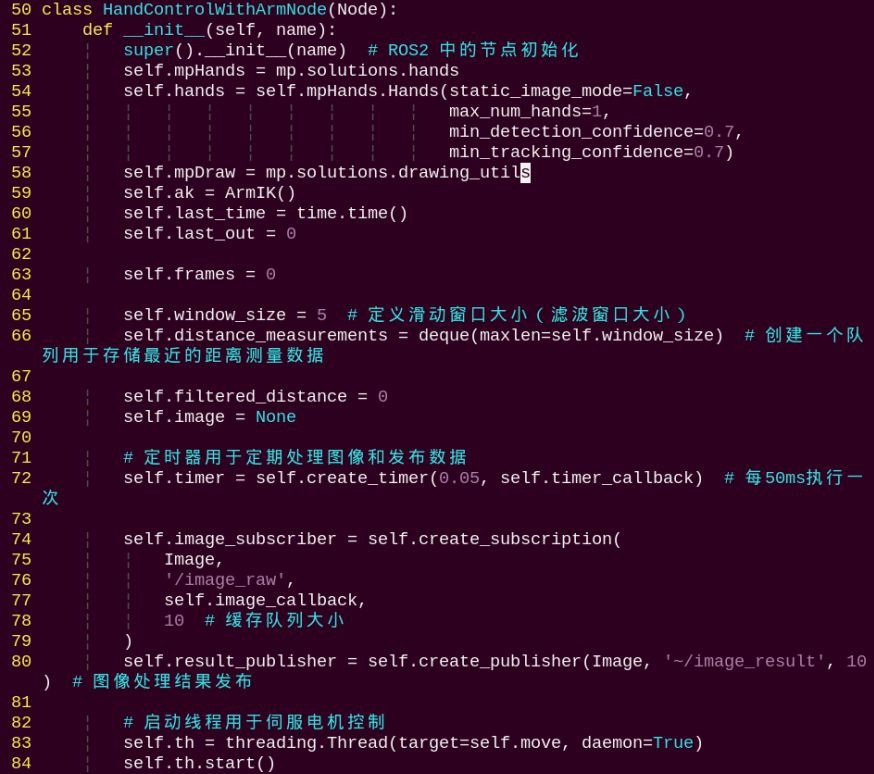 50 class HandControlWithArmNode(Node):
51     def __init__(self, name):
52         super().__init__(name)  # ROS2 中的节点初始化
53         self.mpHands = mp.solutions.hands
54         self.hands = self.mpHands.Hands(static_image_mode=False,
55                                         max_num_hands=1,
56                                         min_detection_confidence=0.7,
57                                         min_tracking_confidence=0.7)
58         self.mpDraw = mp.solutions.drawing_utils
59         self.ak = ArmIK()
60         self.last_time = time.time()
61         self.last_out = 0
62
63         self.frames = 0
64
65         self.window_size = 5  # 定义滑动窗口大小（滤波窗口大小）
66         self.distance_measurements = deque(maxlen=self.window_size)  # 创建一个队
列用于存储最近的距离测量数据
67
68         self.filtered_distance = 0
69         self.image = None
70
71         # 定时器用于定期处理图像和发布数据
72         self.timer = self.create_timer(0.05, self.timer_callback)  # 每50ms执行一
次
73
74         self.image_subscriber = self.create_subscription(
75             Image,
76             '/image_raw',
77             self.image_callback,
78             10  # 缓存队列大小
79         )
80         self.result_publisher = self.create_publisher(Image, '~/image_result', 10
)  # 图像处理结果发布
81
82         # 启动线程用于伺服电机控制
83         self.th = threading.Thread(target=self.move, daemon=True)
84         self.th.start()